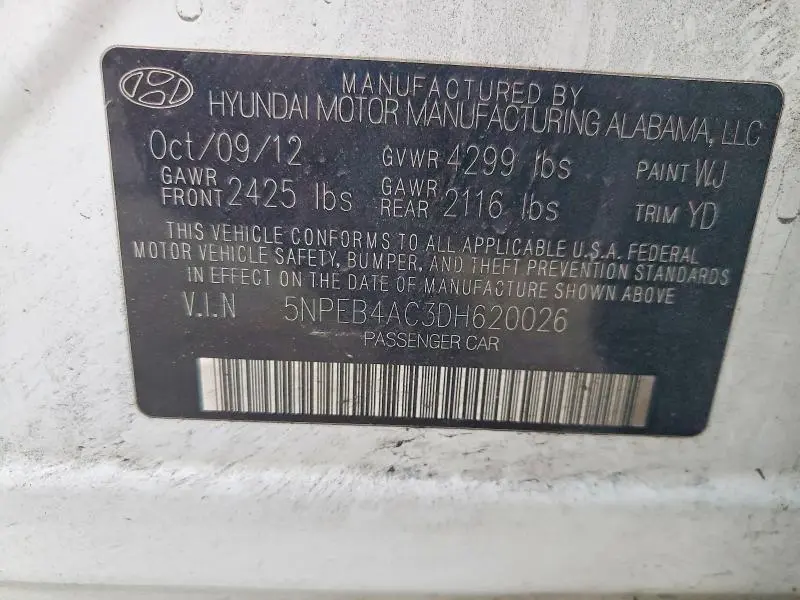 MANUFACTURED BY
HYUNDAI MOTOR MANUFACTURING ALABAMA, LLC
Oct/09/12 GVWR 4299 lbs PAINT WJ
GAWR FRONT 2425 lbs GAWR REAR 2116 lbs TRIM YD
THIS VEHICLE CONFORMS TO ALL APPLICABLE U.S.A. FEDERAL
MOTOR VEHICLE SAFETY, BUMPER, AND THEFT PREVENTION STANDARDS
IN EFFECT ON THE DATE OF MANUFACTURE SHOWN ABOVE.
V.I.N 5NPEB4AC3DH620026
PASSENGER CAR